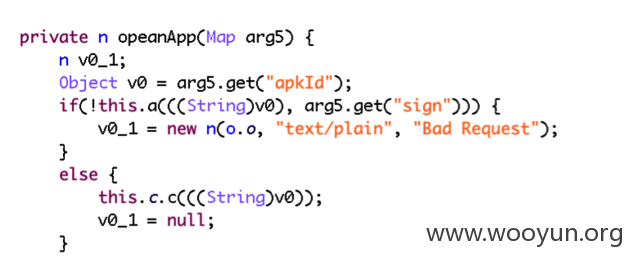 private n opeanApp(Map arg5) {
    n v0_1;
    Object v0 = arg5.get("apkId");
    if(!this.a(((String)v0), arg5.get("sign"))) {
        v0_1 = new n(o.o, "text/plain", "Bad Request");
    }
    else {
        this.c.c(((String)v0));
        v0_1 = null;
    }
www.wooyun.org